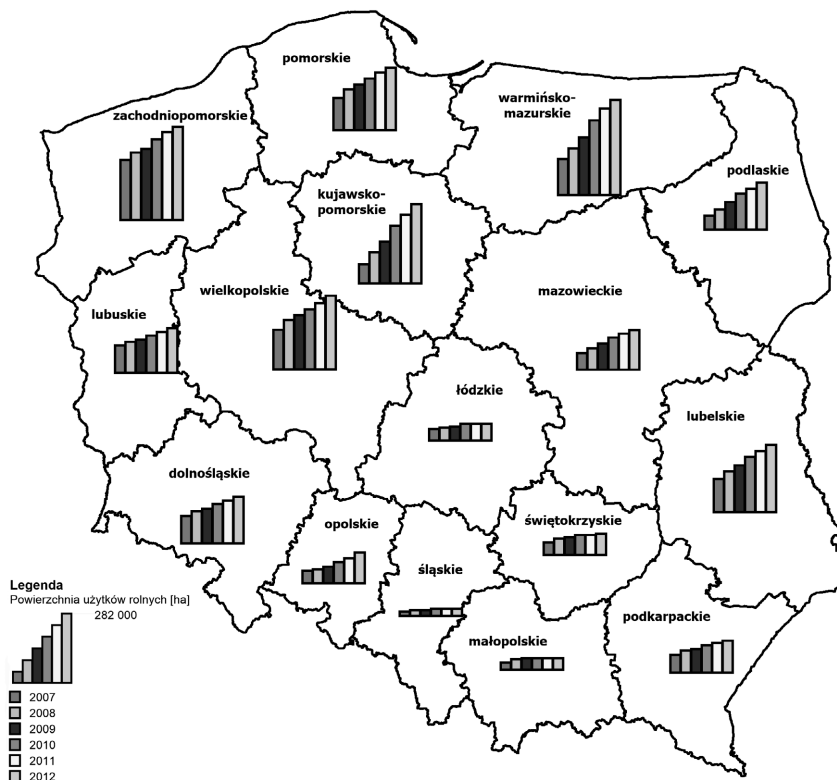 pomorskie
zachodniopomorskie
warmińsko-
mazurskie
podlaskie
kujawsko-
pomorskie
wielkopolskie
mazowieckie
lubuskie
łódzkie
lubelskie
dolnośląskie
opolskie
świętokrzyskie
śląskie
małopolskie
podkarpackie
Legenda
Powierzchnia użytków rolnych [ha]
282 000
2007
2008
2009
2010
2011
2012